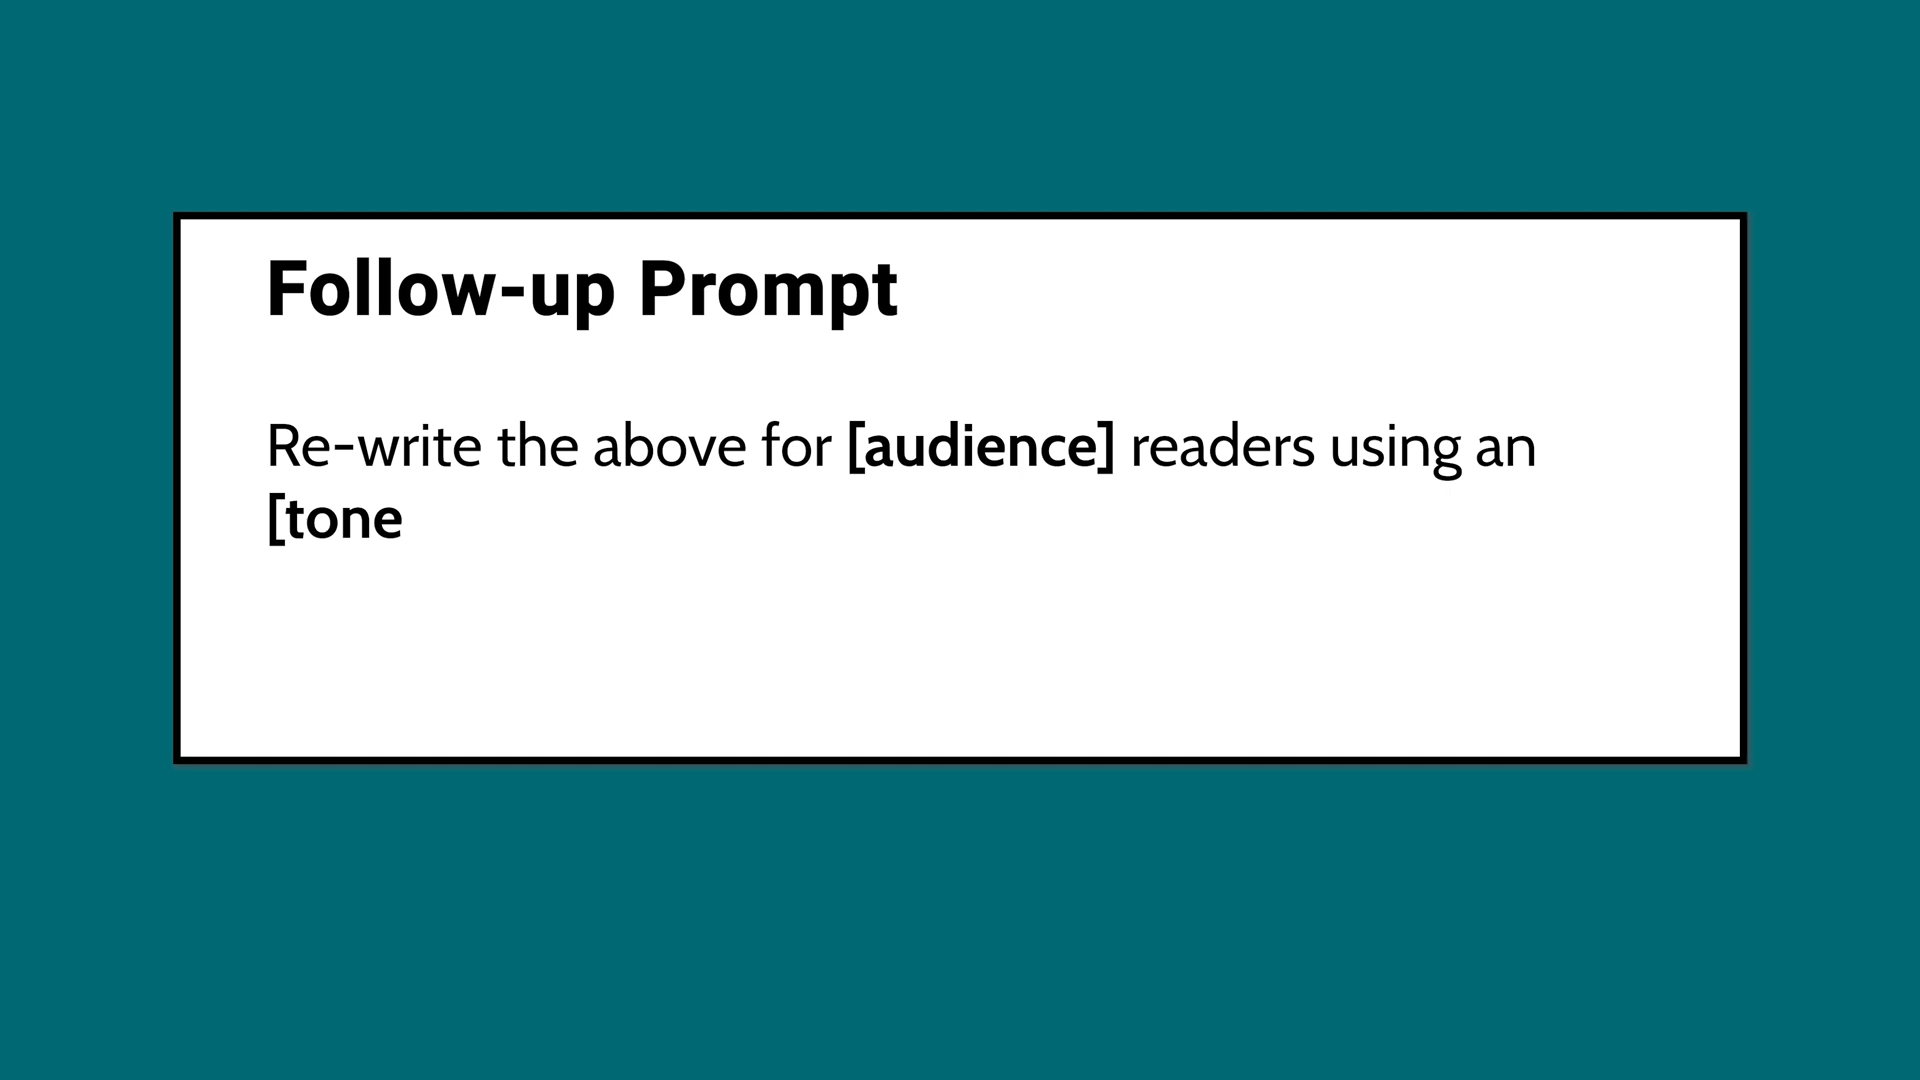 Follow-up Prompt
Re-write the above for [audience] readers using an
[tone